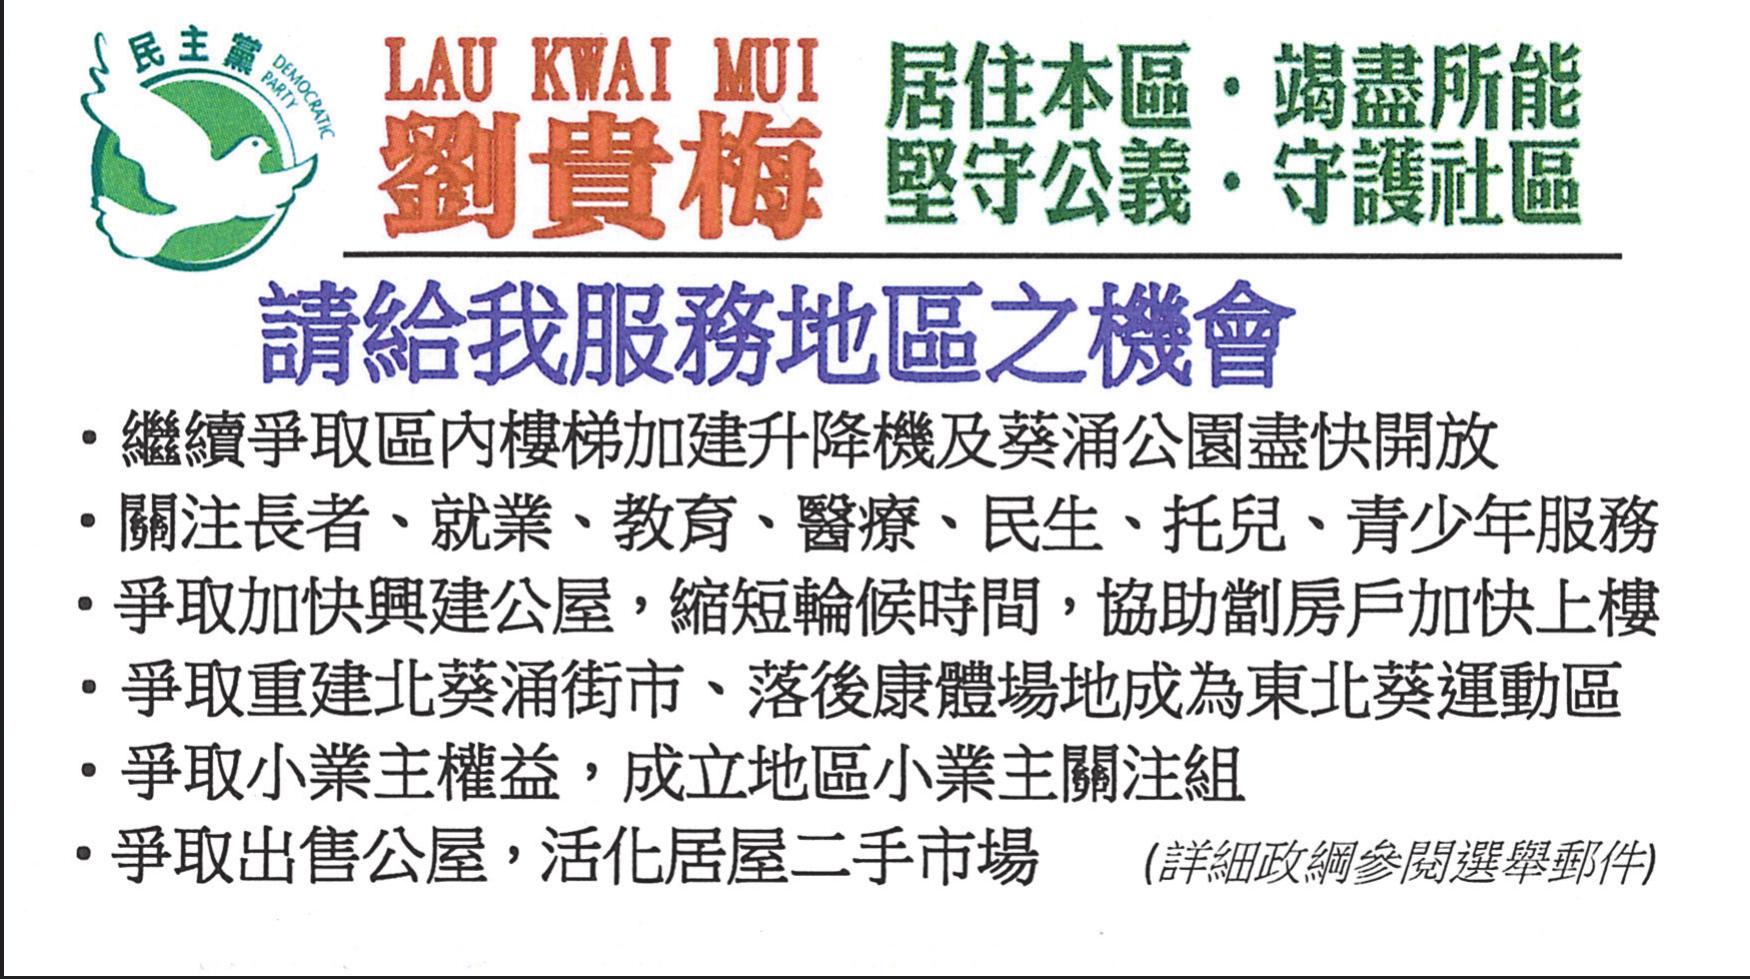 民主黨
DEMOCRATIC
PARTY
LAU KWAI MUI
劉貴梅
居住本區・竭盡所能
堅守公義・守護社區
請給我服務地區之機會
・繼續爭取區內樓梯加建升降機及葵涌公園盡快開放
・關注長者、就業、教育、醫療、民生、托兒、青少年服務
・爭取加快興建公屋，縮短輪候時間，協助劏房戶加快上樓
・爭取重建北葵涌街市、落後康體場地成為東北葵運動區
・爭取小業主權益，成立地區小業主關注組
・爭取出售公屋，活化居屋二手市場
(詳細政綱參閱選舉郵件)